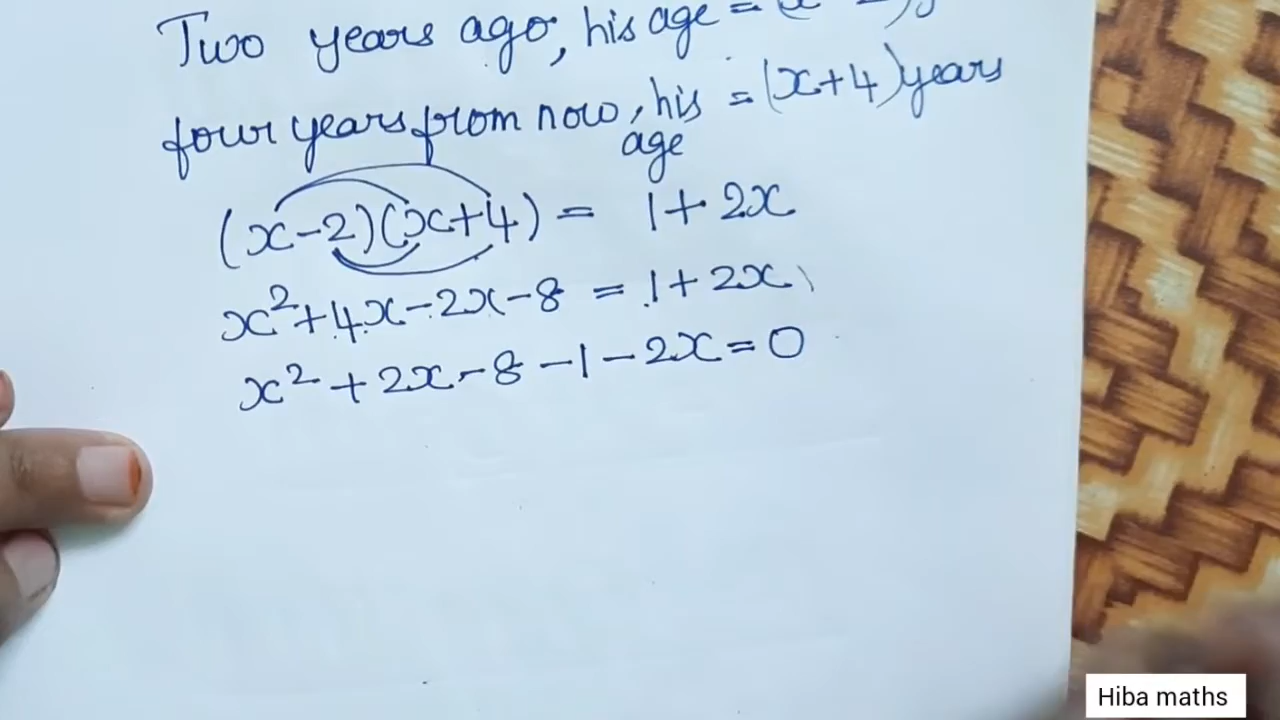 Two years ago, his age = (x
four years from now, his age = (x+4) years
(x-2)(x+4) = 1+2x
x²+4x-2x-8 = 1+2x
x²+2x-8-1-2x=0
Hiba maths